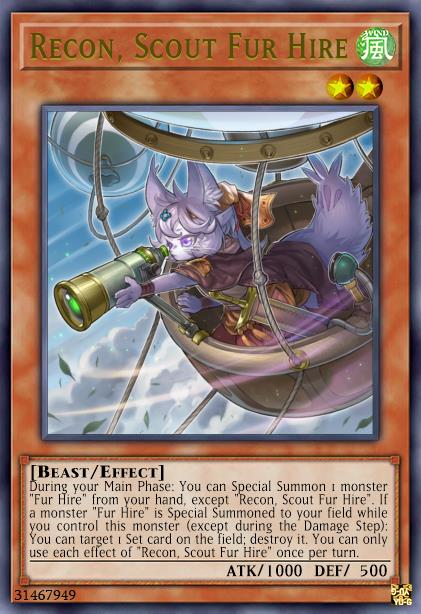 RECON, SCOUT FUR HIRE
WIND
風
[BEAST/EFFECT]
During your Main Phase: You can Special Summon 1 monster
"Fur Hire" from your hand, except "Recon, Scout Fur Hire". If
a monster "Fur Hire" is Special Summoned to your field while
you control this monster (except during the Damage Step):
You can target 1 Set card on the field; destroy it. You can only
use each effect of "Recon, Scout Fur Hire" once per turn.
ATK/1000 DEF/ 500
31467949